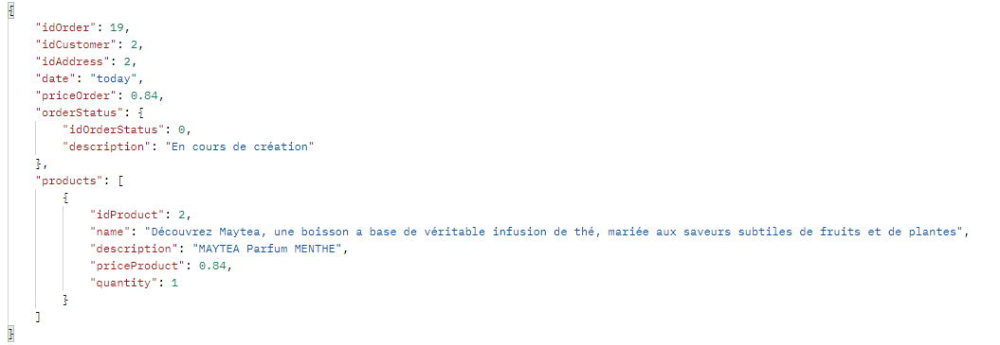 {
    "idOrder": 19,
    "idCustomer": 2,
    "idAddress": 2,
    "date": "today",
    "priceOrder": 0.84,
    "orderStatus": {
        "idOrderStatus": 0,
        "description": "En cours de création"
    },
    "products": [
        {
            "idProduct": 2,
            "name": "Découvrez Maytea, une boisson a base de véritable infusion de thé, mariée aux saveurs subtiles de fruits et de plantes",
            "description": "MAYTEA Parfum MENTHE",
            "priceProduct": 0.84,
            "quantity": 1
        }
    ]
}